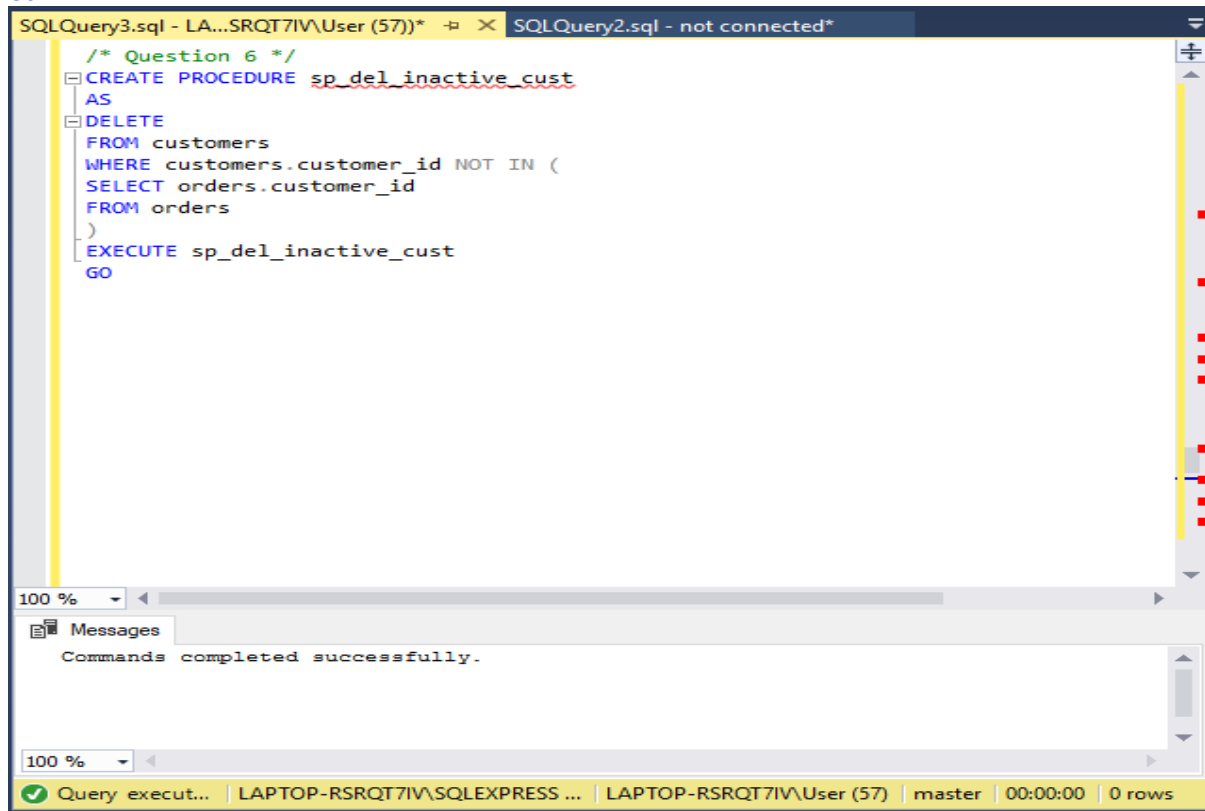 SQLQuery3.sql - LA...SRQT7IV\User (57))* SQLQuery2.sql - not connected*
/* Question 6 */
CREATE PROCEDURE sp_del_inactive_cust
AS
DELETE
FROM customers
WHERE customers.customer_id NOT IN (
SELECT orders.customer_id
FROM orders
)
EXECUTE sp_del_inactive_cust
GO
100 %
Messages
Commands completed successfully.
100 %
Query execut... LAPTOP-RSRQT7IV\SQLEXPRESS ... LAPTOP-RSRQT7IV\User (57) master 00:00:00 0 rows